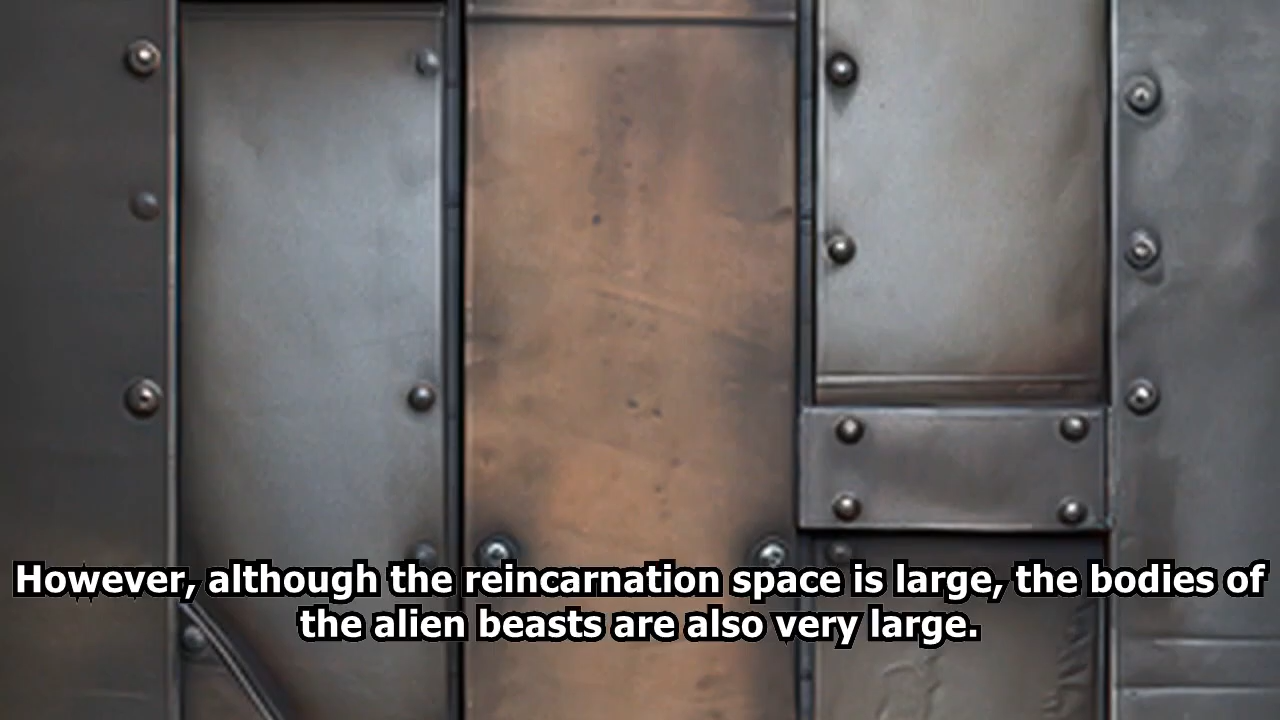 However, although the reincarnation space is large, the bodies of
the alien beasts are also very large.